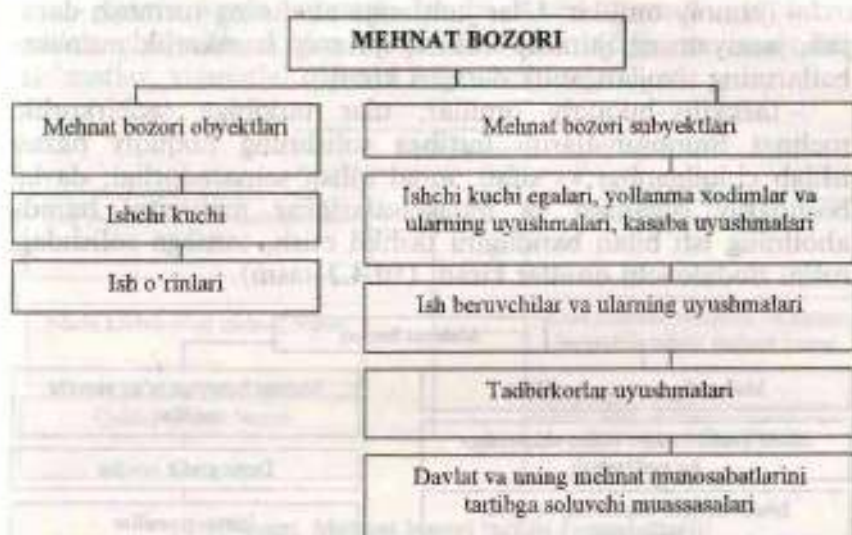 MEHNAT BOZORI
Mehnat bozori obyektlari
Ishchi kuchi
Ish o'rinlari
Mehnat bozori subyektlari
Ishchi kuchi egalari, yollanma xodimlar va
ularning uyushmalari, kasaba uyushmalari
Ish beruvchilar va ularning uyushmalari
Tadbirkorlar uyushmalari
Davlat va uning mehnat munosabatlarini
tartibga soluvchi muassasalari